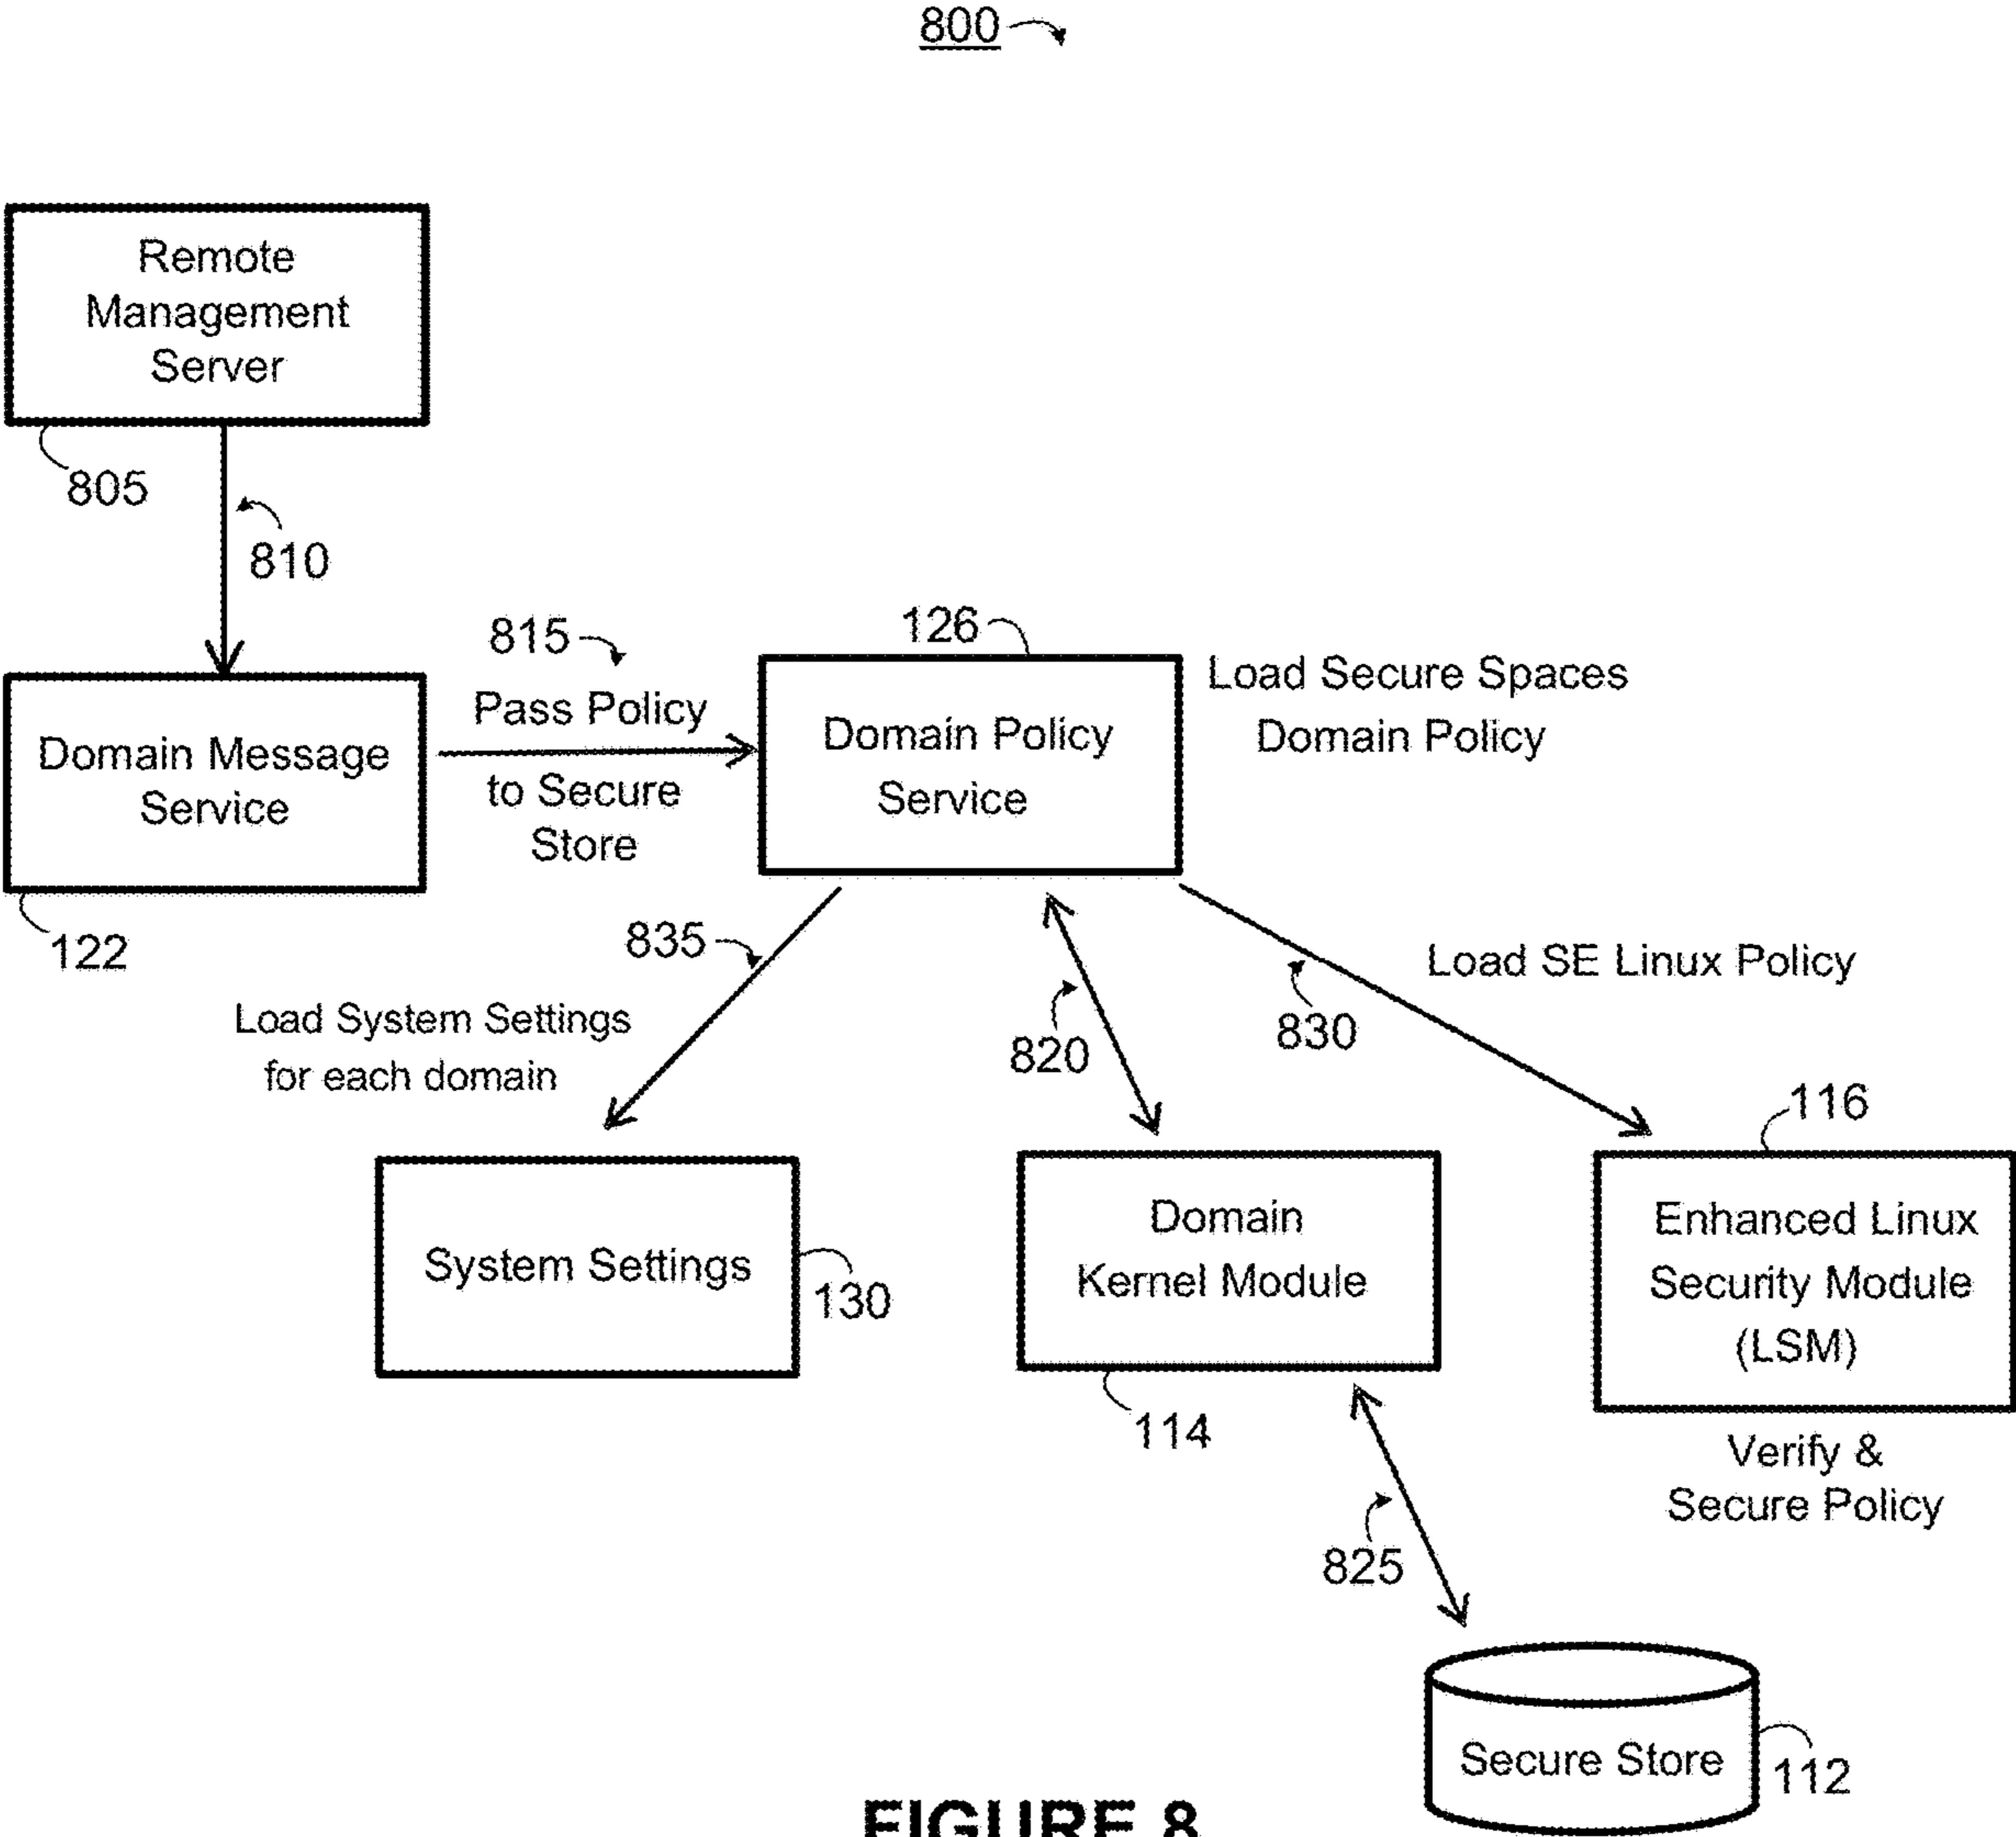 800
Remote
Management
Server
805
810
815
Pass Policy
to Secure
Store
126
Domain Policy
Service
Load Secure Spaces
Domain Policy
Domain Message
Service
122
835
Load System Settings
for each domain
820
830
Load SE Linux Policy
116
System Settings
130
Domain
Kernel Module
114
Enhanced Linux
Security Module
(LSM)
Verify &
Secure Policy
825
Secure Store
112
FIGURE 8